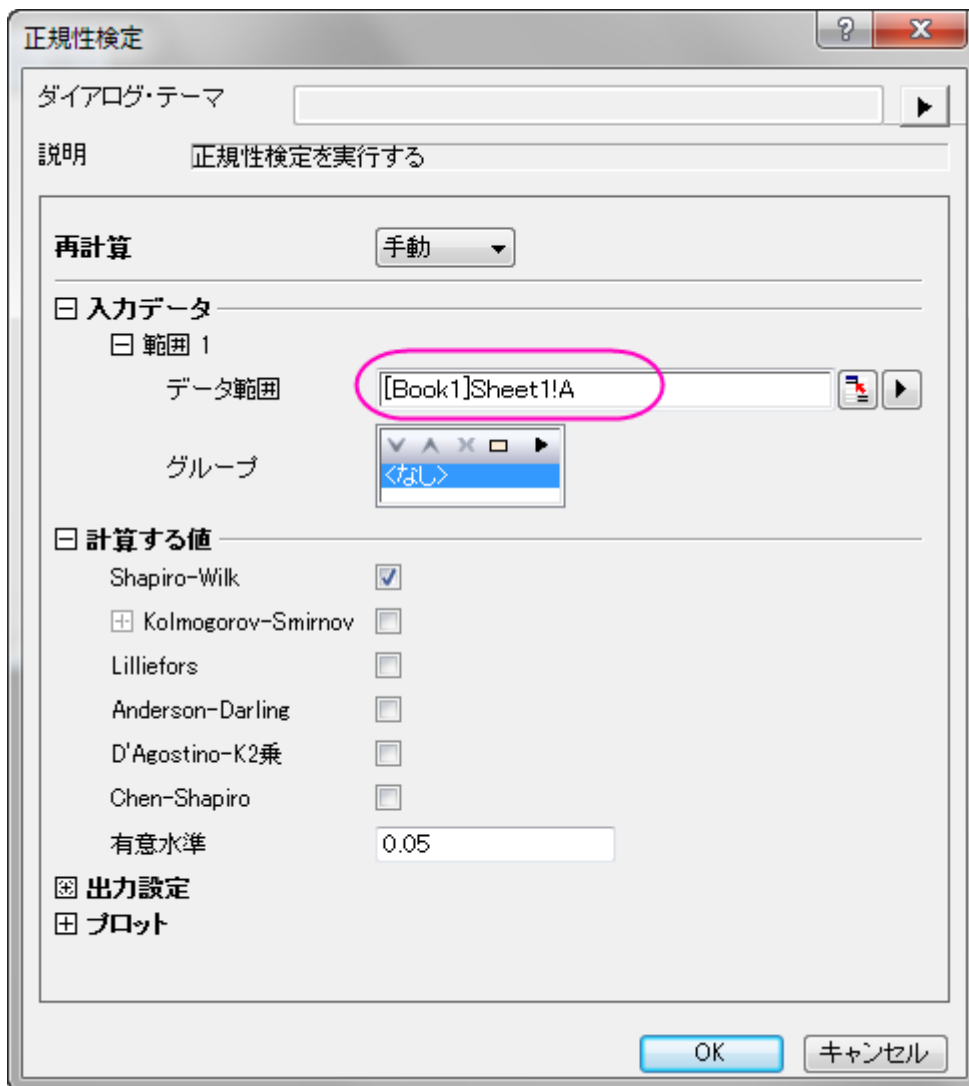 正規性検定
ダイアログ・テーマ
説明 正規性検定を実行する
再計算 手動
入力データ
範囲 1
データ範囲 [Book1]Sheet1!A
グループ <なし>
計算する値
Shapiro-Wilk
Kolmogorov-Smirnov
Lilliefors
Anderson-Darling
D'Agostino-K2乗
Chen-Shapiro
有意水準 0.05
出力設定
プロット
OK キャンセル